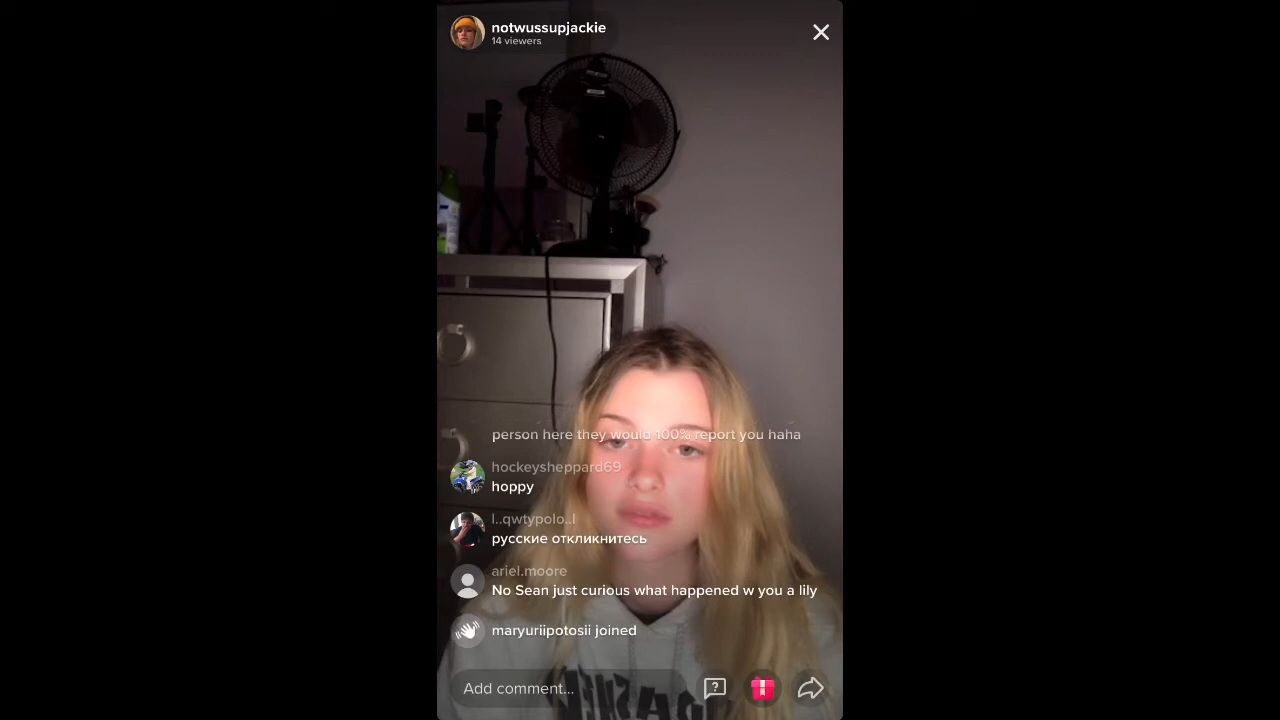 notwussupjackie
14 viewers
person here they would 100% report you haha
hockeysheppard69
hoppy
l..qwtypolo..l
русские откликнитесь
ariel.moore
No Sean just curious what happened w you a lily
maryuriipotosii joined
Add comment...